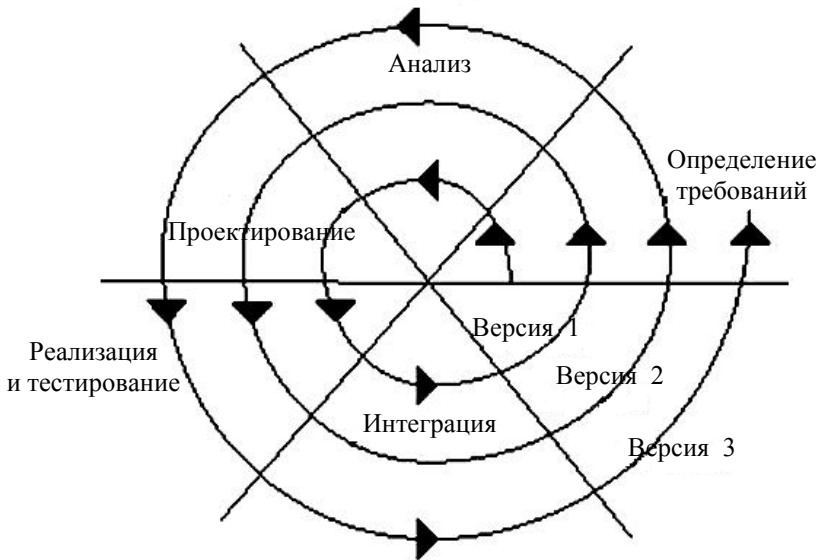 Анализ
Определение
требований
Проектирование
Версия 1
Реализация
и тестирование
Версия 2
Интеграция
Версия 3